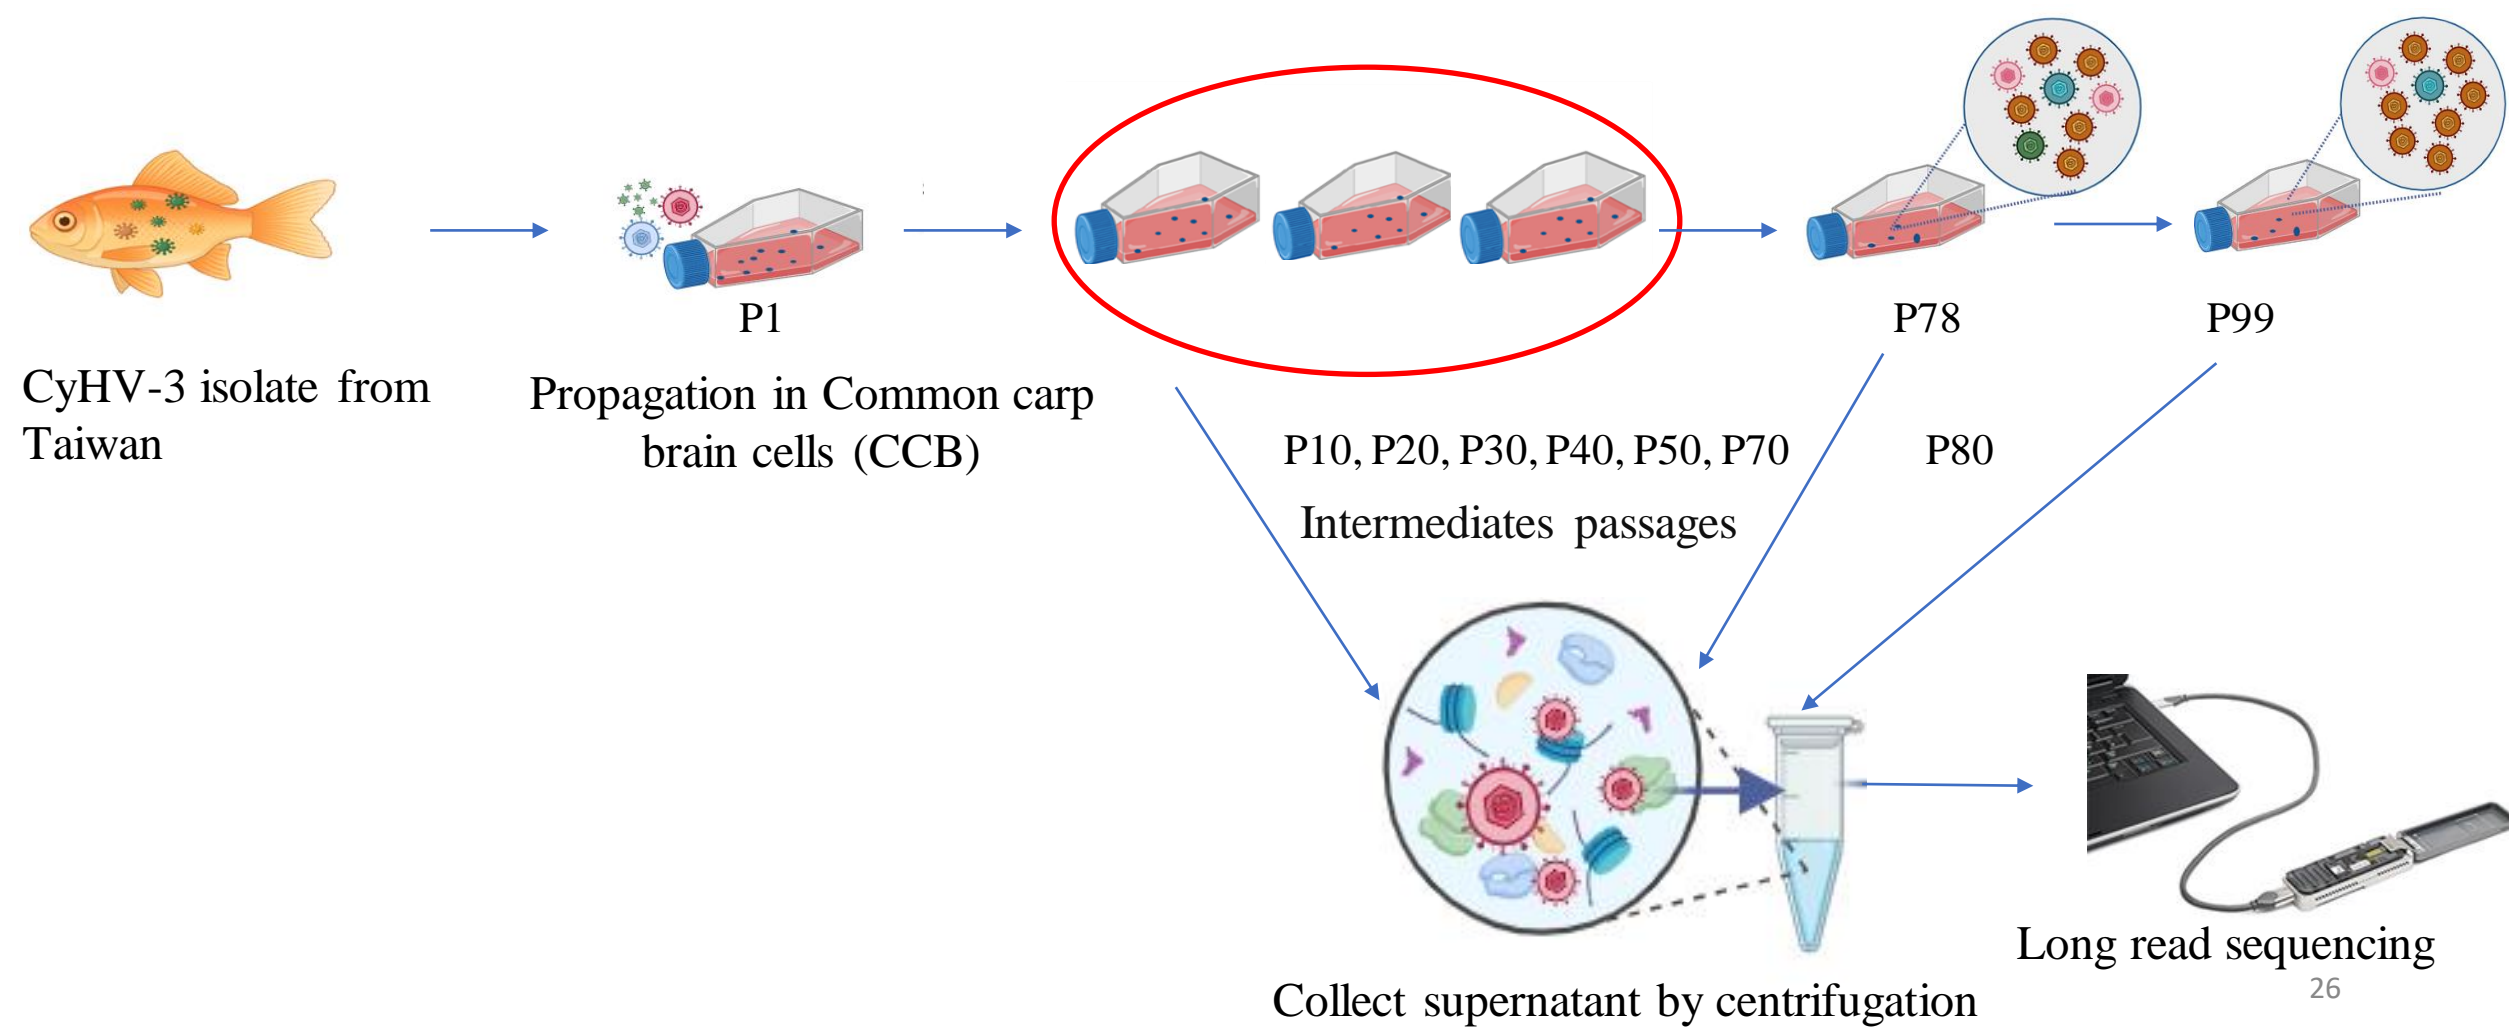 P1
P78
P99
CyHV-3 isolate from
Taiwan
Propagation in Common carp
brain cells (CCB)
P10, P20, P30, P40, P50, P70
P80
Intermediates passages
Long read sequencing
Collect supernatant by centrifugation
26